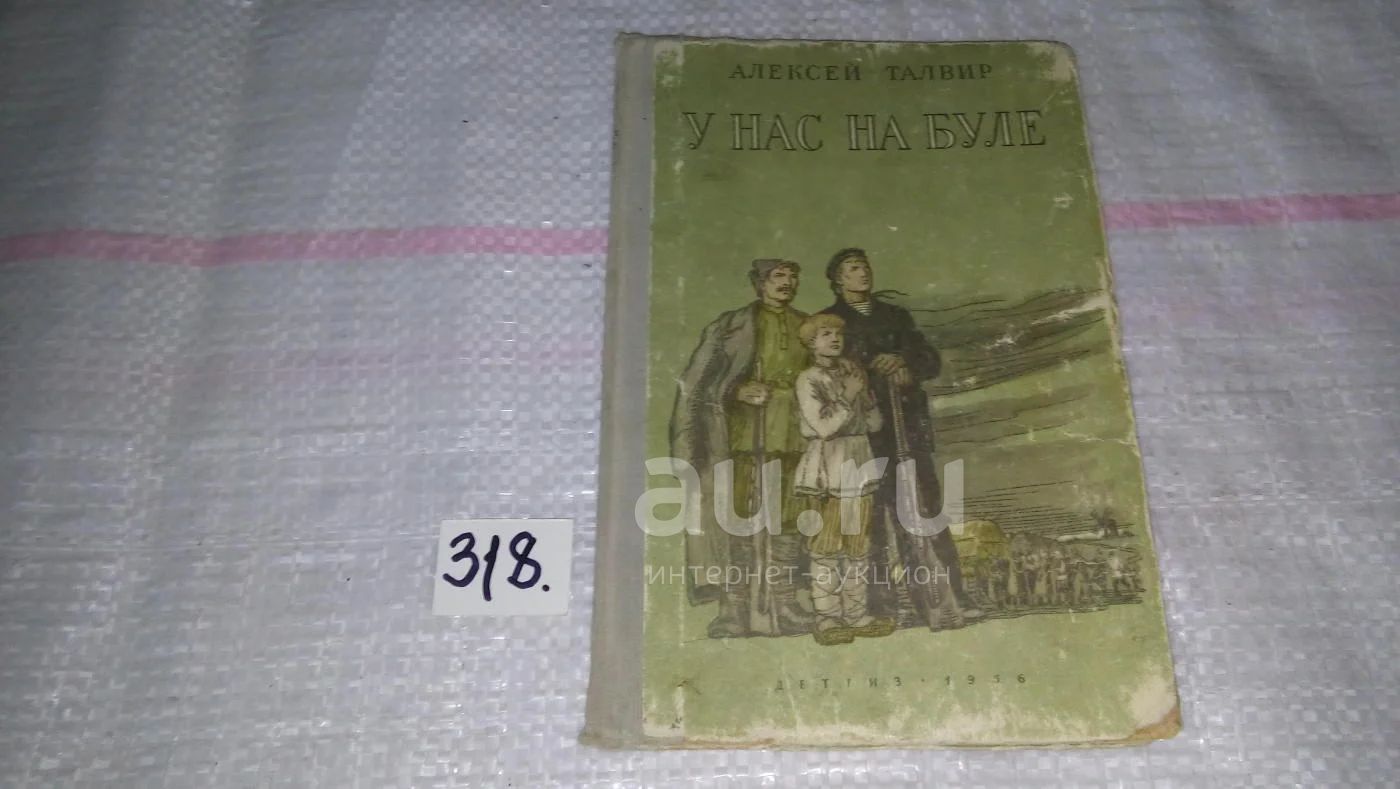 АЛЕКСЕЙ ТАЛВИР
У НАС НА БУЛЕ
au.ru
интернет-аукцион
318.
ДЕТГИЗ · 1956